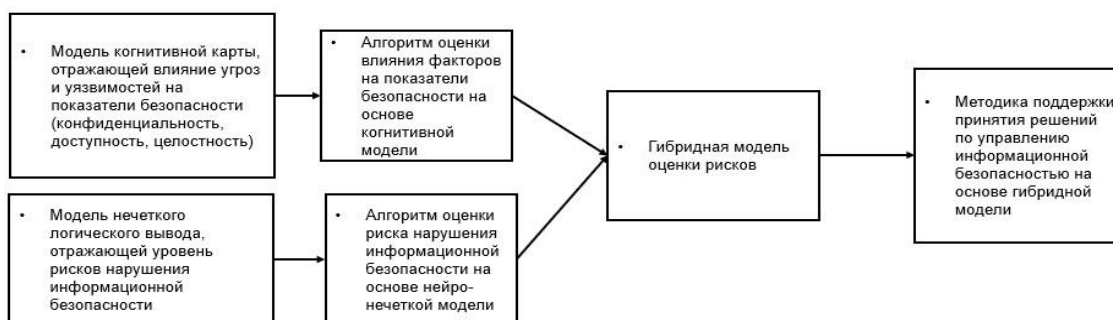 • Модель когнитивной карты,
отражающей влияние угроз
и уязвимостей на
показатели безопасности
(конфиденциальность,
доступность, целостность)
• Алгоритм оценки
влияния факторов
на показатели
безопасности на
основе
когнитивной
модели
• Модель нечеткого
логического вывода,
отражающей уровень
рисков нарушения
информационной
безопасности
• Алгоритм оценки
риска нарушения
информационной
безопасности на
основе нейро-
нечеткой модели
• Гибридная модель
оценки рисков
• Методика поддержки
принятия решений
по управлению
информационной
безопасностью на
основе гибридной
модели